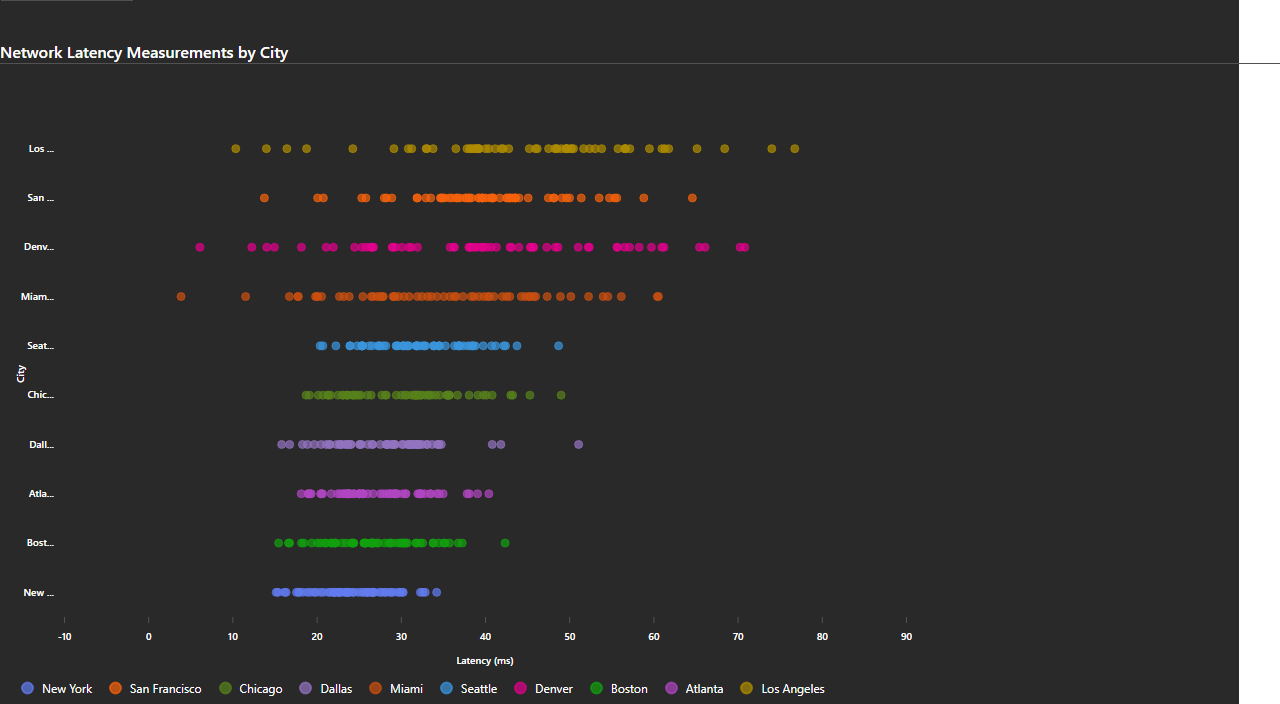 Network Latency Measurements by City
Los ...
San ...
Denv...
Miam...
Seat...
City
Chic...
Dall...
Atla...
Bost...
New ...
-10 0 10 20 30 40 50 60 70 80 90
Latency (ms)
New York San Francisco Chicago Dallas Miami Seattle Denver Boston Atlanta Los Angeles